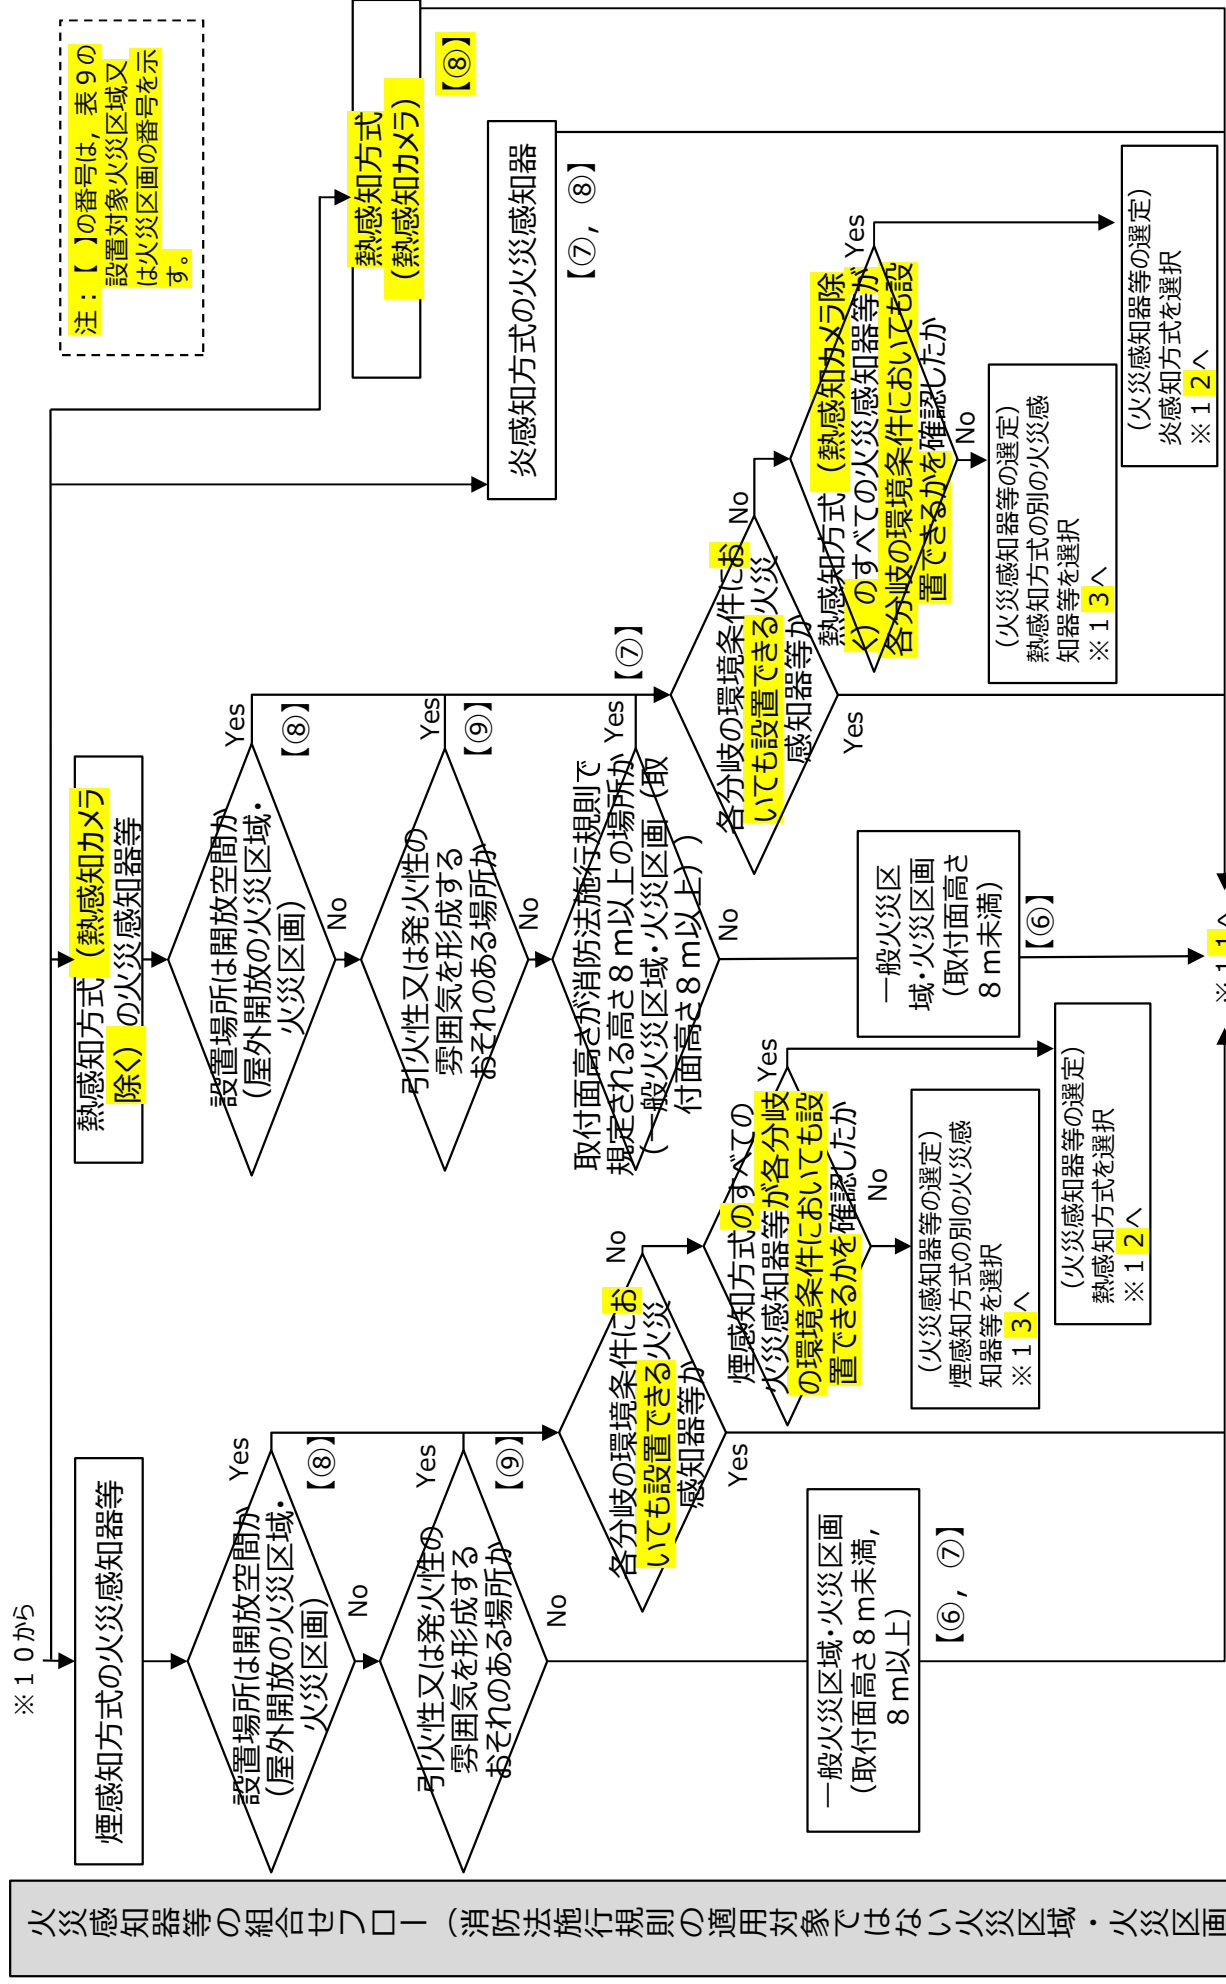 火災感知器等の組合せフロー（消防法施行規則の適用対象ではない火災区域・火災区画
※１０から
煙感知方式の火災感知器等
設置場所は開放空間か
（屋外開放の火災区域・
火災区画）
Yes
【⑧】
No
引火性又は発火性の
雰囲気を形成する
おそれのある場所か
Yes
【⑨】
No
各分岐の環境条件にお
いても設置できる火災
感知器等か
No
Yes
煙感知方式のすべての
火災感知器等が各分岐
の環境条件においても設
置できるかを確認したか
Yes
No
（火災感知器等の選定）
煙感知方式の別の火災感
知器等を選択
※１３へ
（火災感知器等の選定）
熱感知方式を選択
※１２へ
一般火災区域・火災区画
（取付面高さ８ｍ未満,
８ｍ以上）
【⑥, ⑦】
熱感知方式（熱感知カメラ
除く）の火災感知器等
設置場所は開放空間か
（屋外開放の火災区域・
火災区画）
Yes
【⑧】
No
引火性又は発火性の
雰囲気を形成する
おそれのある場所か
Yes
【⑨】
No
取付面高さが消防法施行規則で
規定される高さ８ｍ以上の場所か
（一般火災区域・火災区画（取
付面高さ８ｍ以上））
Yes
【⑦】
No
一般火災区
域・火災区画
（取付面高さ
８ｍ未満）
【⑥】
各分岐の環境条件にお
いても設置できる火災
感知器等か
No
Yes
熱感知方式（熱感知カメラ除
く）のすべての火災感知器等が
各分岐の環境条件においても設
置できるかを確認したか
Yes
No
（火災感知器等の選定）
熱感知方式の別の火災感
知器等を選択
※１３へ
（火災感知器等の選定）
炎感知方式を選択
※１２へ
炎感知方式の火災感知器
【⑦, ⑧】
熱感知方式
（熱感知カメラ）
【⑧】
注：【 】の番号は，表９の
設置対象火災区域又
は火災区画の番号を示
す。
※１１へ